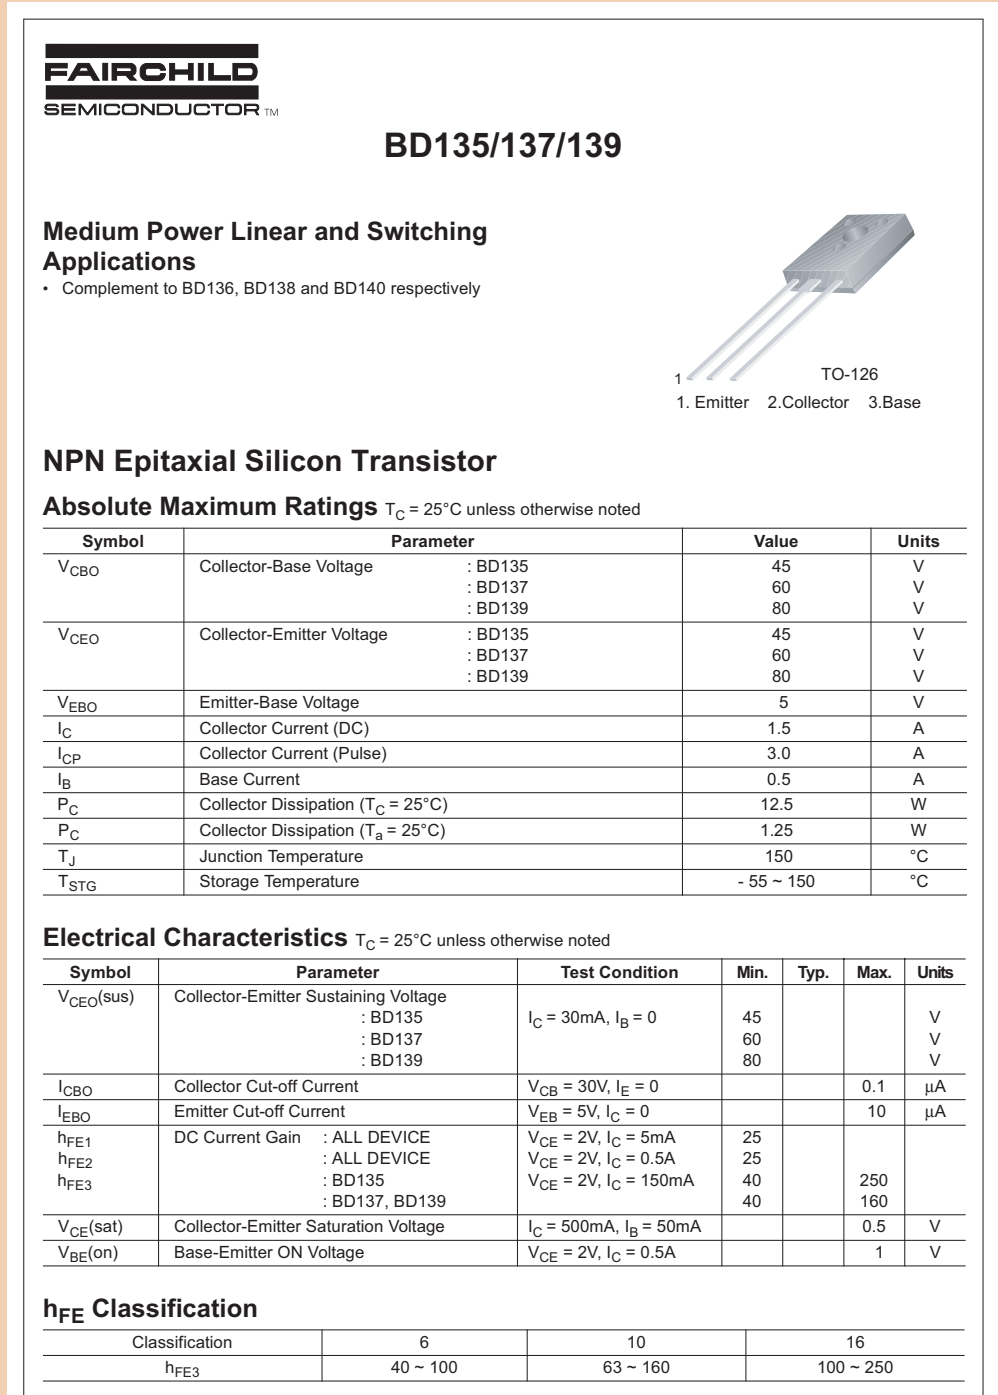 FAIRCHILD
SEMICONDUCTOR TM
BD135/137/139
Medium Power Linear and Switching
Applications
• Complement to BD136, BD138 and BD140 respectively
1
TO-126
1. Emitter 2.Collector 3.Base
NPN Epitaxial Silicon Transistor
Absolute Maximum Ratings TC = 25°C unless otherwise noted
Symbol Parameter Value Units
VCBO Collector-Base Voltage : BD135 45 V
: BD137 60 V
: BD139 80 V
VCEO Collector-Emitter Voltage : BD135 45 V
: BD137 60 V
: BD139 80 V
VEBO Emitter-Base Voltage 5 V
IC Collector Current (DC) 1.5 A
ICP Collector Current (Pulse) 3.0 A
IB Base Current 0.5 A
PC Collector Dissipation (TC = 25°C) 12.5 W
PC Collector Dissipation (Ta = 25°C) 1.25 W
TJ Junction Temperature 150 °C
TSTG Storage Temperature - 55 ~ 150 °C
Electrical Characteristics TC = 25°C unless otherwise noted
Symbol Parameter Test Condition Min. Typ. Max. Units
VCEO(sus) Collector-Emitter Sustaining Voltage
: BD135 IC = 30mA, IB = 0 45 V
: BD137 60 V
: BD139 80 V
ICBO Collector Cut-off Current VCB = 30V, IE = 0 0.1 µA
IEBO Emitter Cut-off Current VEB = 5V, IC = 0 10 µA
hFE1 DC Current Gain : ALL DEVICE VCE = 2V, IC = 5mA 25
hFE2 : ALL DEVICE VCE = 2V, IC = 0.5A 25
hFE3 : BD135 VCE = 2V, IC = 150mA 40 250
: BD137, BD139 40 160
VCE(sat) Collector-Emitter Saturation Voltage IC = 500mA, IB = 50mA 0.5 V
VBE(on) Base-Emitter ON Voltage VCE = 2V, IC = 0.5A 1 V
hFE Classification
Classification 6 10 16
hFE3 40 ~ 100 63 ~ 160 100 ~ 250